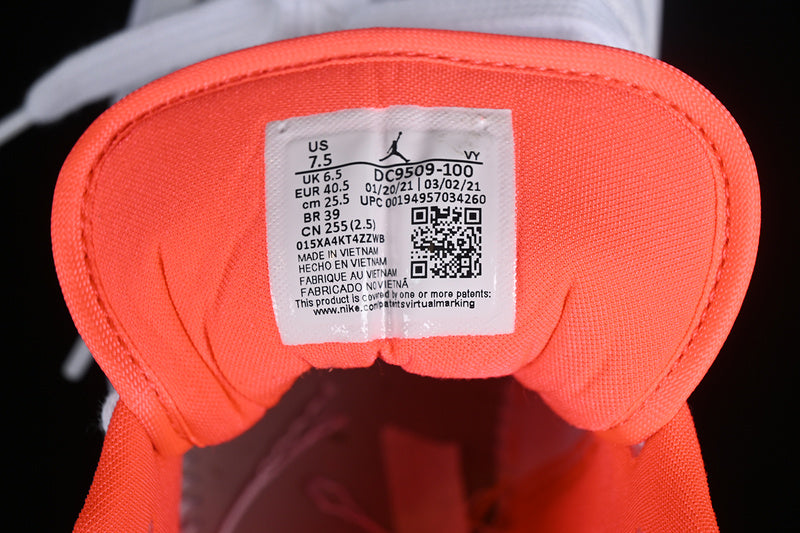 US
7.5
VY
UK 6.5
DC9509-100
EUR 40.5
01/20/21 | 03/02/21
cm 25.5
UPC 00194957034260
BR 39
CN 255 (2.5)
015XA4KT4ZZWB
MADE IN VIETNAM
HECHO EN VIETNAM
FABRIQUE AU VIETNAM
FABRICADO NO VIETNÃ
This product is covered by one or more patents:
www.nike.com/patentsvirtualmarking